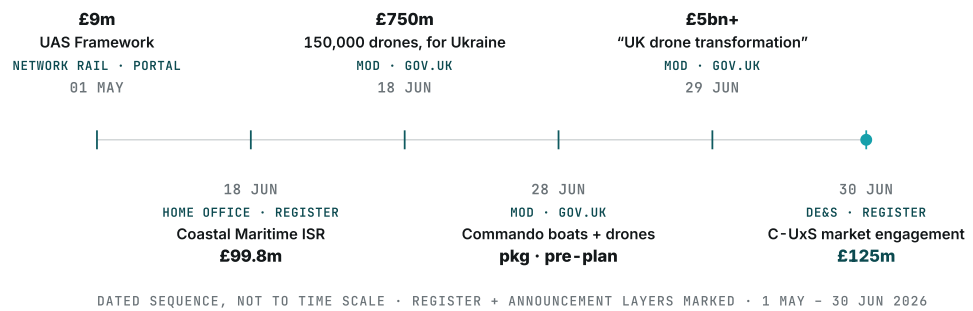 £9m
UAS Framework
NETWORK RAIL · PORTAL
01 MAY
£750m
150,000 drones, for Ukraine
MOD · GOV.UK
18 JUN
£5bn+
“UK drone transformation”
MOD · GOV.UK
29 JUN
18 JUN
HOME OFFICE · REGISTER
Coastal Maritime ISR
£99.8m
28 JUN
MOD · GOV.UK
Commando boats + drones
pkg · pre-plan
30 JUN
DE&S · REGISTER
C-UxS market engagement
£125m
DATED SEQUENCE, NOT TO TIME SCALE · REGISTER + ANNOUNCEMENT LAYERS MARKED · 1 MAY – 30 JUN 2026